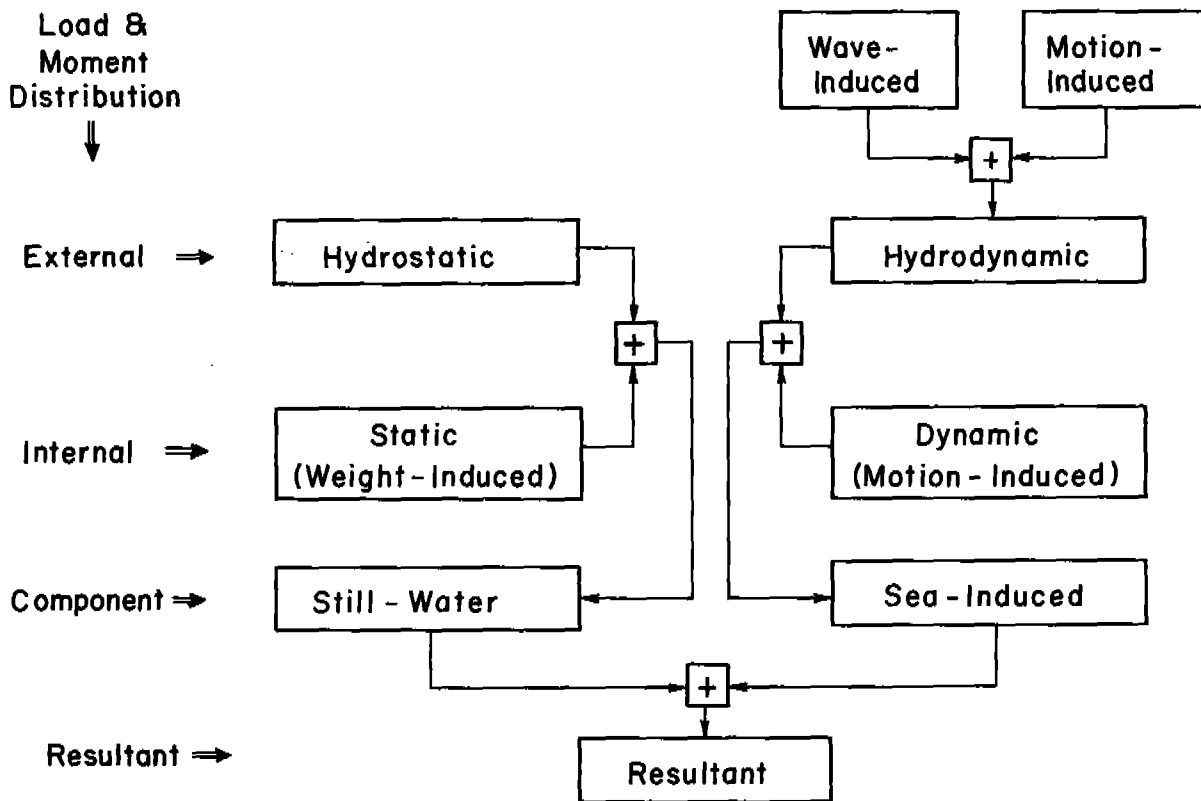 Load &
Moment
Distribution
⇓
Wave-
Induced
Motion-
Induced
+
External ⇒
Hydrostatic
Hydrodynamic
+
+
Internal ⇒
Static
(Weight-Induced)
Dynamic
(Motion-Induced)
Component ⇒
Still-Water
Sea-Induced
+
Resultant ⇒
Resultant